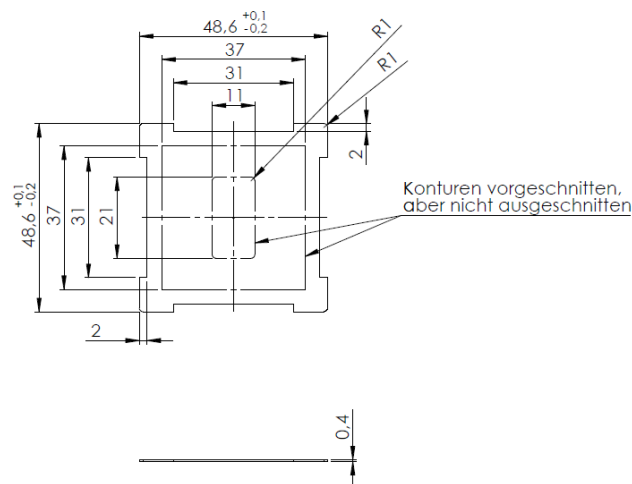 48,6 +0,1 -0,2
37
31
11
R1
R1
2
48,6 +0,1 -0,2
37
31
21
Konturen vorgeschnitten,
aber nicht ausgeschnitten
2
0,4